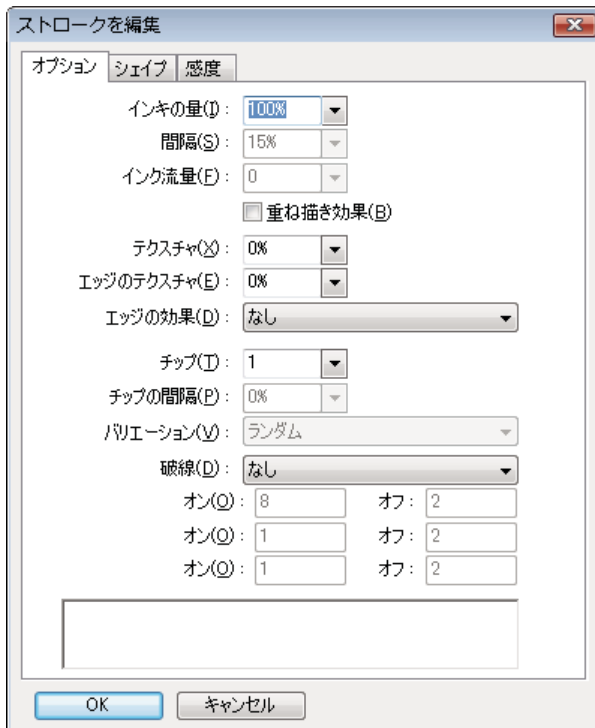 ストロークを編集
オプション シェイプ 感度
インキの量(I): 100%
間隔(S): 15%
インク流量(F): 0
重ね描き効果(B)
テクスチャ(X): 0%
エッジのテクスチャ(E): 0%
エッジの効果(D): なし
チップ(T): 1
チップの間隔(P): 0%
バリエーション(V): ランダム
破線(D): なし
オン(O): 8 オフ: 2
オン(O): 1 オフ: 2
オン(O): 1 オフ: 2
OK キャンセル